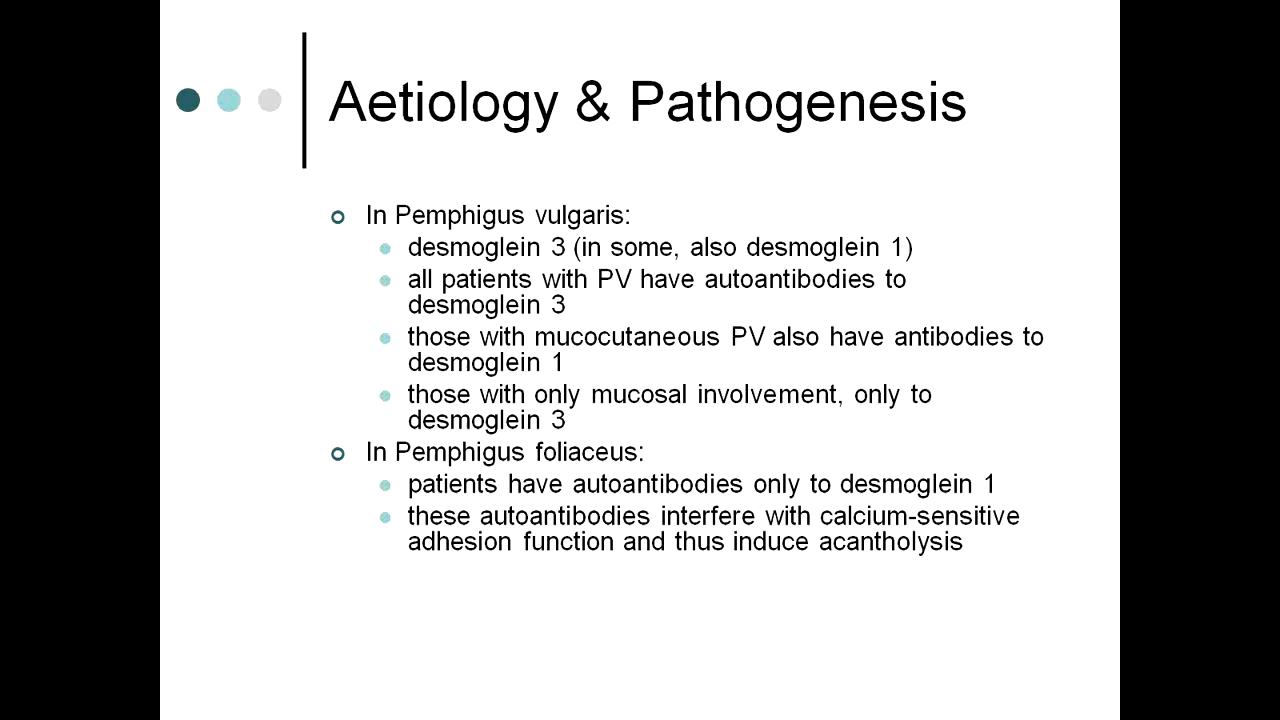 Aetiology & Pathogenesis
In Pemphigus vulgaris:
desmoglein 3 (in some, also desmoglein 1)
all patients with PV have autoantibodies to
desmoglein 3
those with mucocutaneous PV also have antibodies to
desmoglein 1
those with only mucosal involvement, only to
desmoglein 3
In Pemphigus foliaceus:
patients have autoantibodies only to desmoglein 1
these autoantibodies interfere with calcium-sensitive
adhesion function and thus induce acantholysis